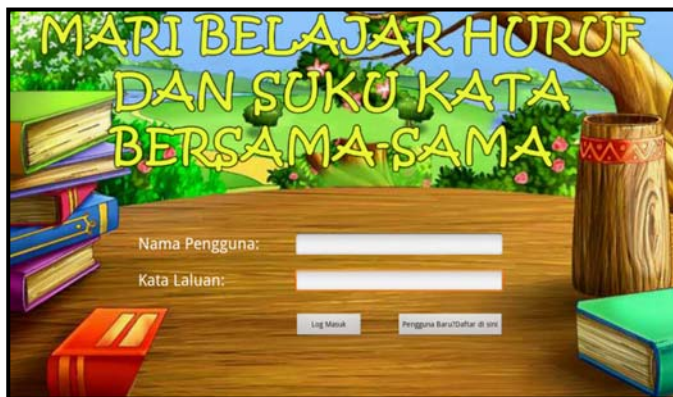 MARI BELAJAR HURUF
DAN SUKU KATA
BERSAMA-SAMA
Nama Pengguna:
Kata Laluan:
Log Masuk
Pengguna Baru?Daftar di sini